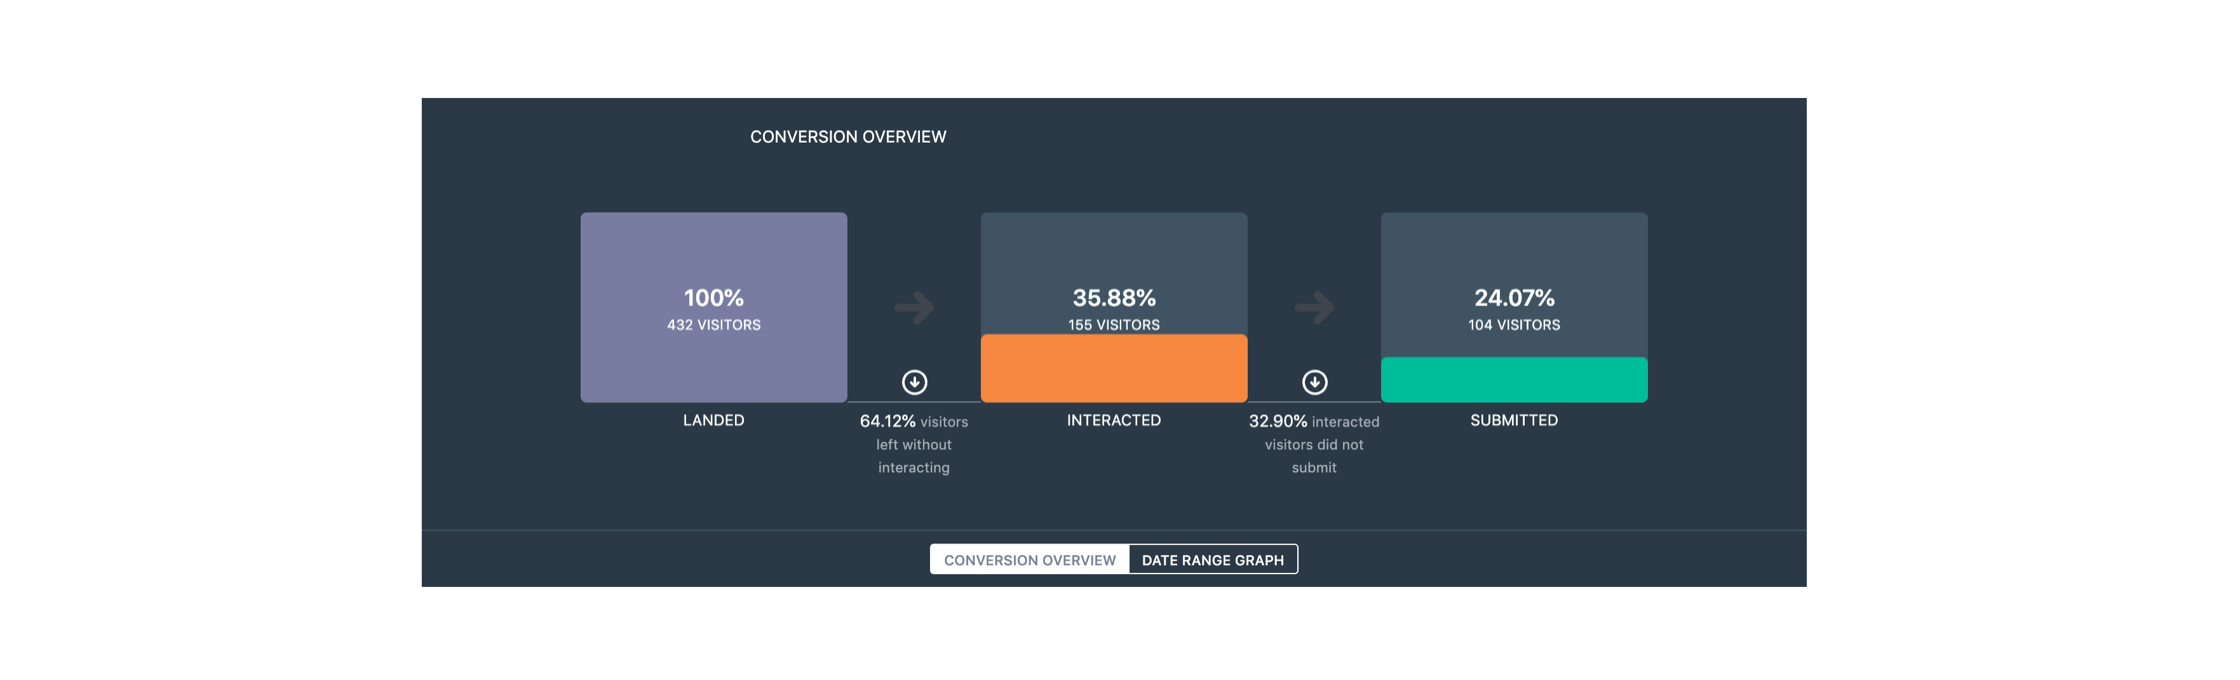 CONVERSION OVERVIEW
100%
432 VISITORS
LANDED
64.12% visitors
left without
interacting
35.88%
155 VISITORS
INTERACTED
32.90% interacted
visitors did not
submit
24.07%
104 VISITORS
SUBMITTED
CONVERSION OVERVIEW
DATE RANGE GRAPH